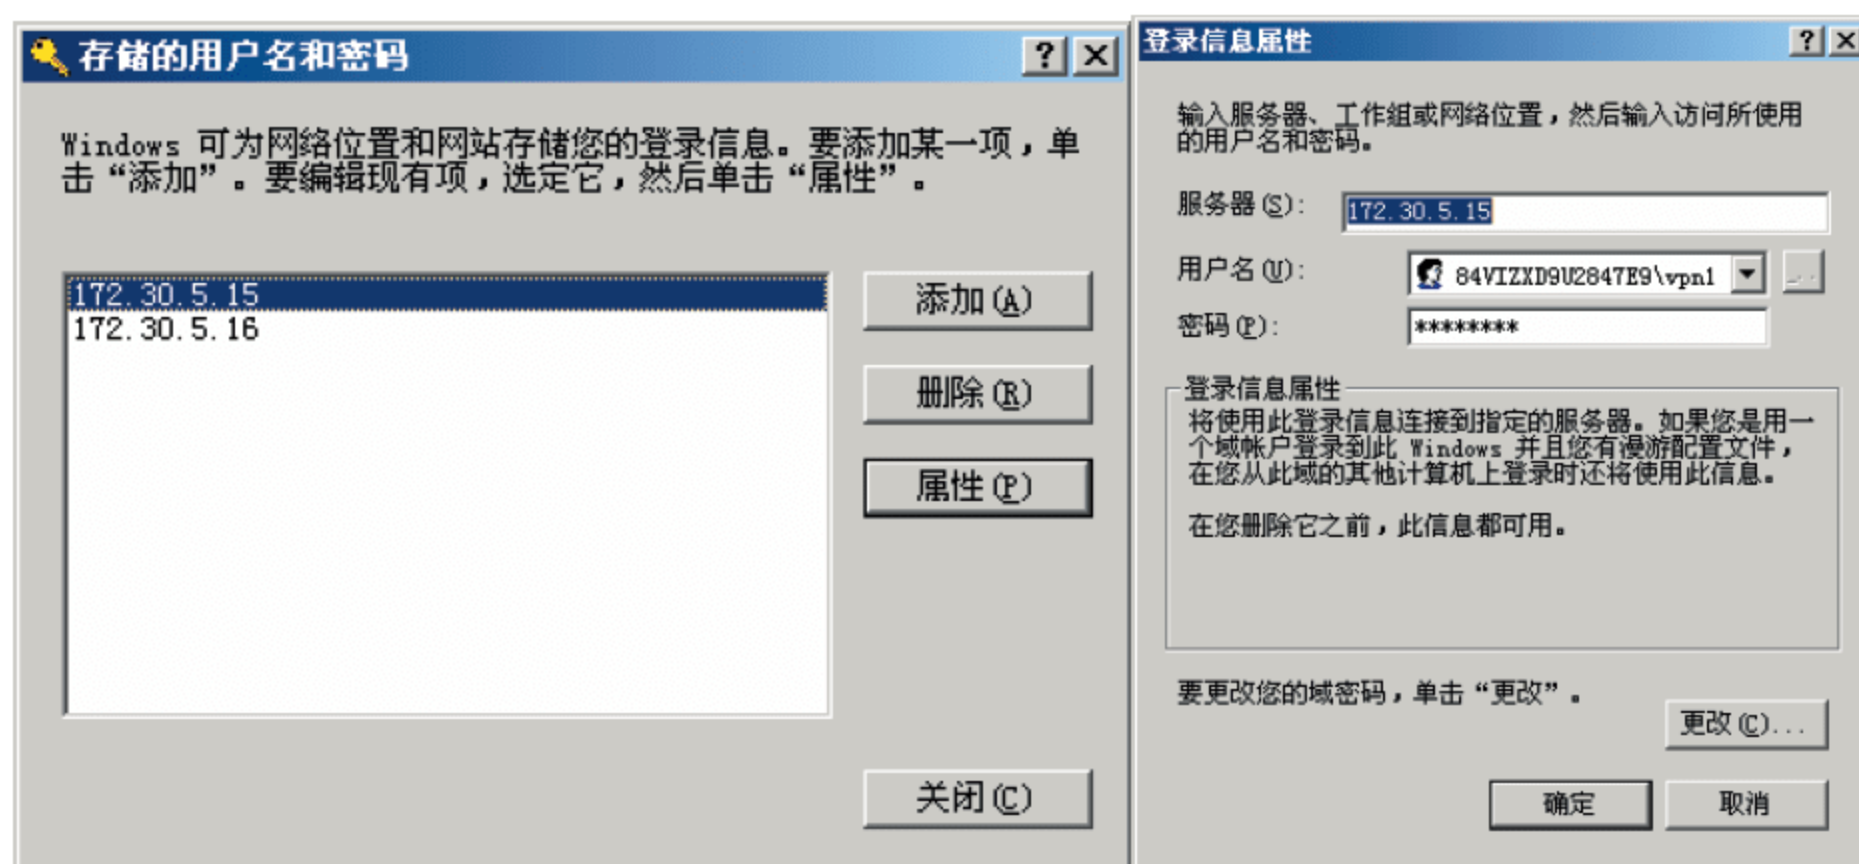 存储的用户名和密码
Windows 可为网络位置和网站存储您的登录信息。要添加某一项，单
击“添加”。要编辑现有项，选定它，然后单击“属性”。
172.30.5.15
172.30.5.16
添加(A)
删除(R)
属性(P)
关闭(C)
登录信息属性
输入服务器、工作组或网络位置，然后输入访问所使用
的用户名和密码。
服务器(S): 172.30.5.15
用户名(U): 84VIZXD9U2847E9\vpn1
密码(P): ********
登录信息属性
将使用此登录信息连接到指定的服务器。如果您是用一
个域帐户登录到此 Windows 并且您有漫游配置文件，
在您从此域的其他计算机上登录时还将使用此信息。
在您删除它之前，此信息都可用。
要更改您的域密码，单击“更改”。
更改(C)...
确定
取消